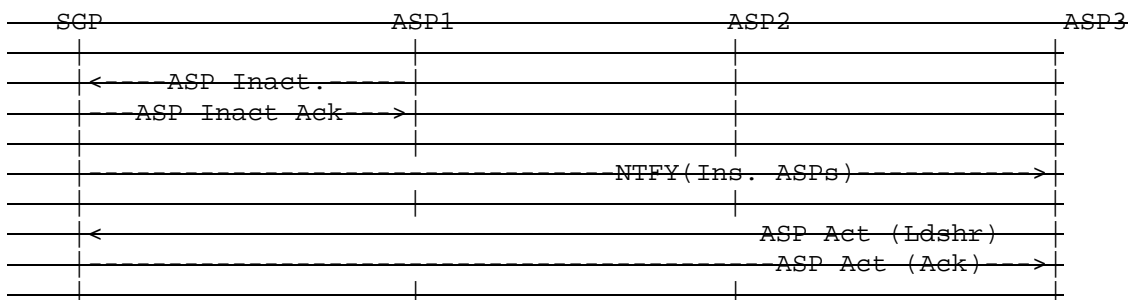 SGP ASP1 ASP2 ASP3
| | | |
|<----ASP Inact.-----| | |
|---ASP Inact Ack--->| | |
| | | |
|--------------------------------NTFY(Ins. ASPs)----------->|
| | | |
|< ASP Act (Ldshr) |
|-----------------------------------------ASP Act (Ack)--->|
| | | |